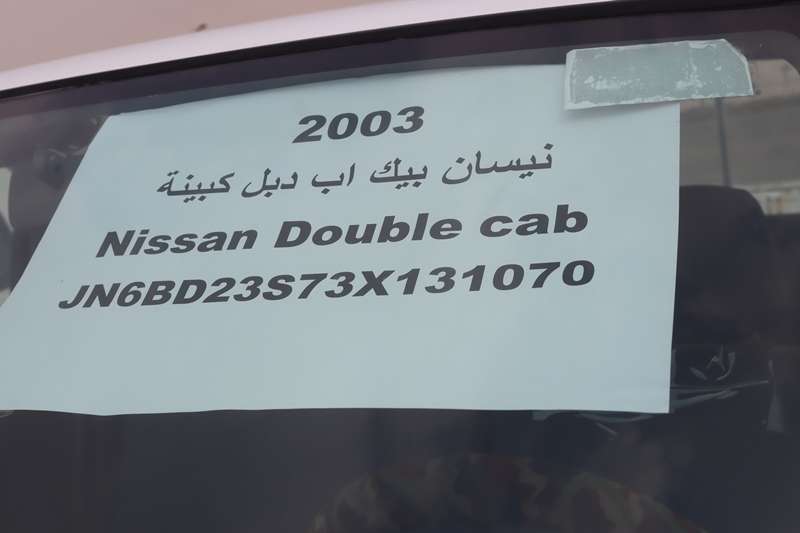 2003
نيسان بيك اب دبل كبينة
Nissan Double cab
JN6BD23S73X131070